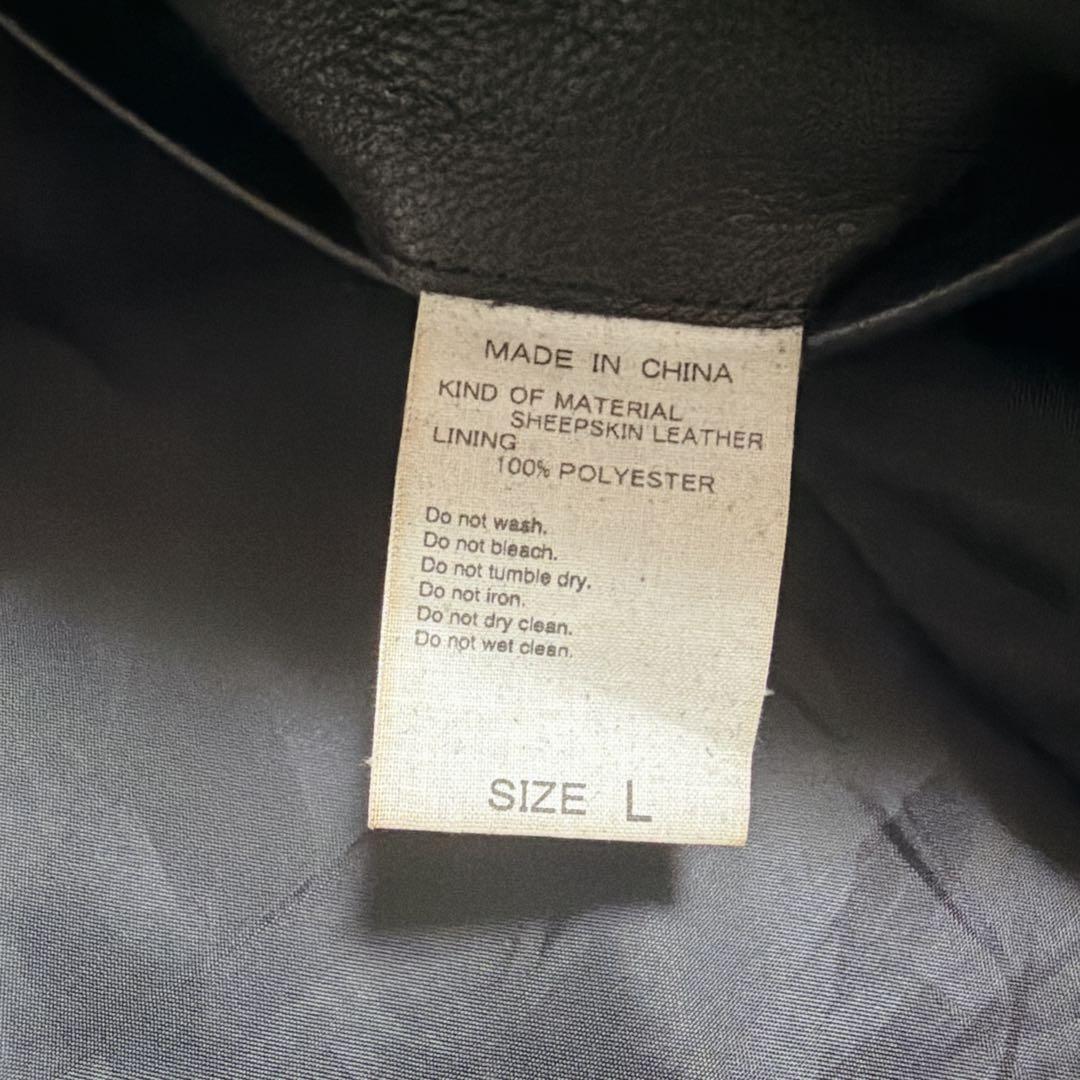 MADE IN CHINA
KIND OF MATERIAL
SHEEPSKIN LEATHER
LINING
100% POLYESTER
Do not wash.
Do not bleach.
Do not tumble dry.
Do not iron.
Do not dry clean.
Do not wet clean.
SIZE L